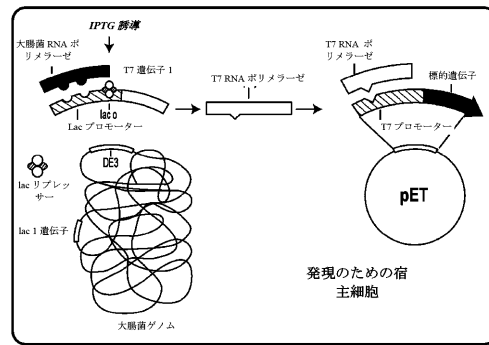 IPTG 誘導
大腸菌 RNA ポ
リメラーゼ
T7 遺伝子 1
lac o
Lac プロモーター
T7 RNA ポリメラーゼ
T7 RNA ポ
リメラーゼ
標的遺伝子
T7 プロモーター
DE3
lac リプレッ
サー
lac 1 遺伝子
pET
発現のための宿
主細胞
大腸菌ゲノム